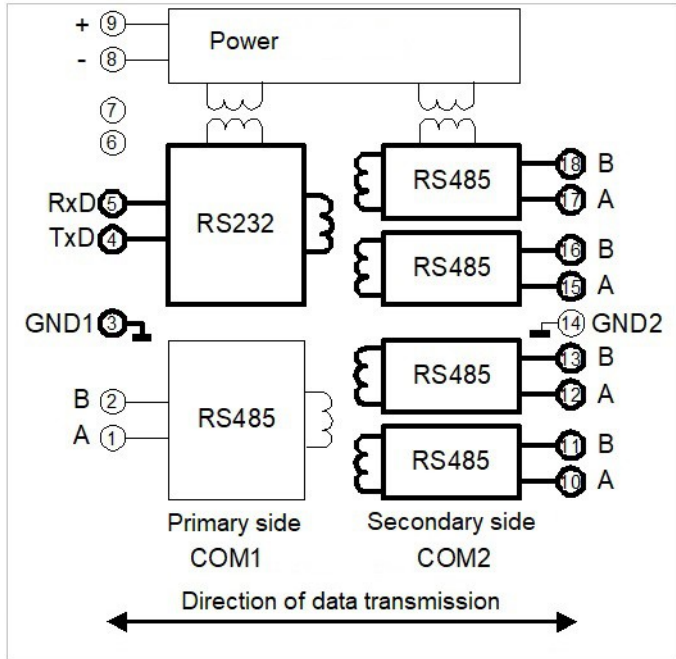 + 9
Power
- 8
7
6
18 B
RS485
RxD 5
17 A
RS232
TxD 4
16 B
RS485
15 A
GND1 3
14 GND2
13 B
RS485
B 2
12 A
RS485
A 1
11 B
RS485
10 A
Primary side
Secondary side
COM1
COM2
Direction of data transmission